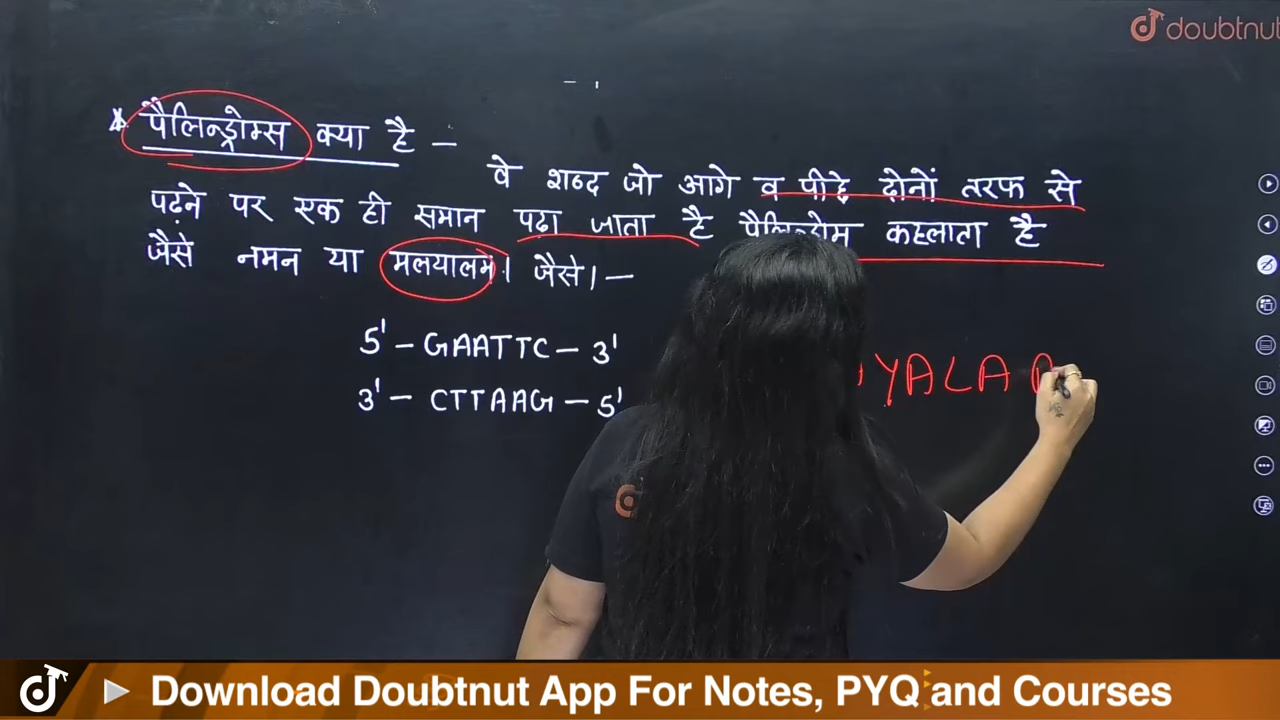 doubtnut
* पैलिन्ड्रोम्स क्या है -
वे शब्द जो आगे व पीछे दोनों तरफ से
पढ़ने पर एक ही समान पढ़ा जाता है पैलिन्ड्रोम कहलाता है
जैसे नमन या मलयालम। जैसे।-
5' - GAATTC - 3'
3' - CTTAAG - 5'
YALA
Download Doubtnut App For Notes, PYQ and Courses